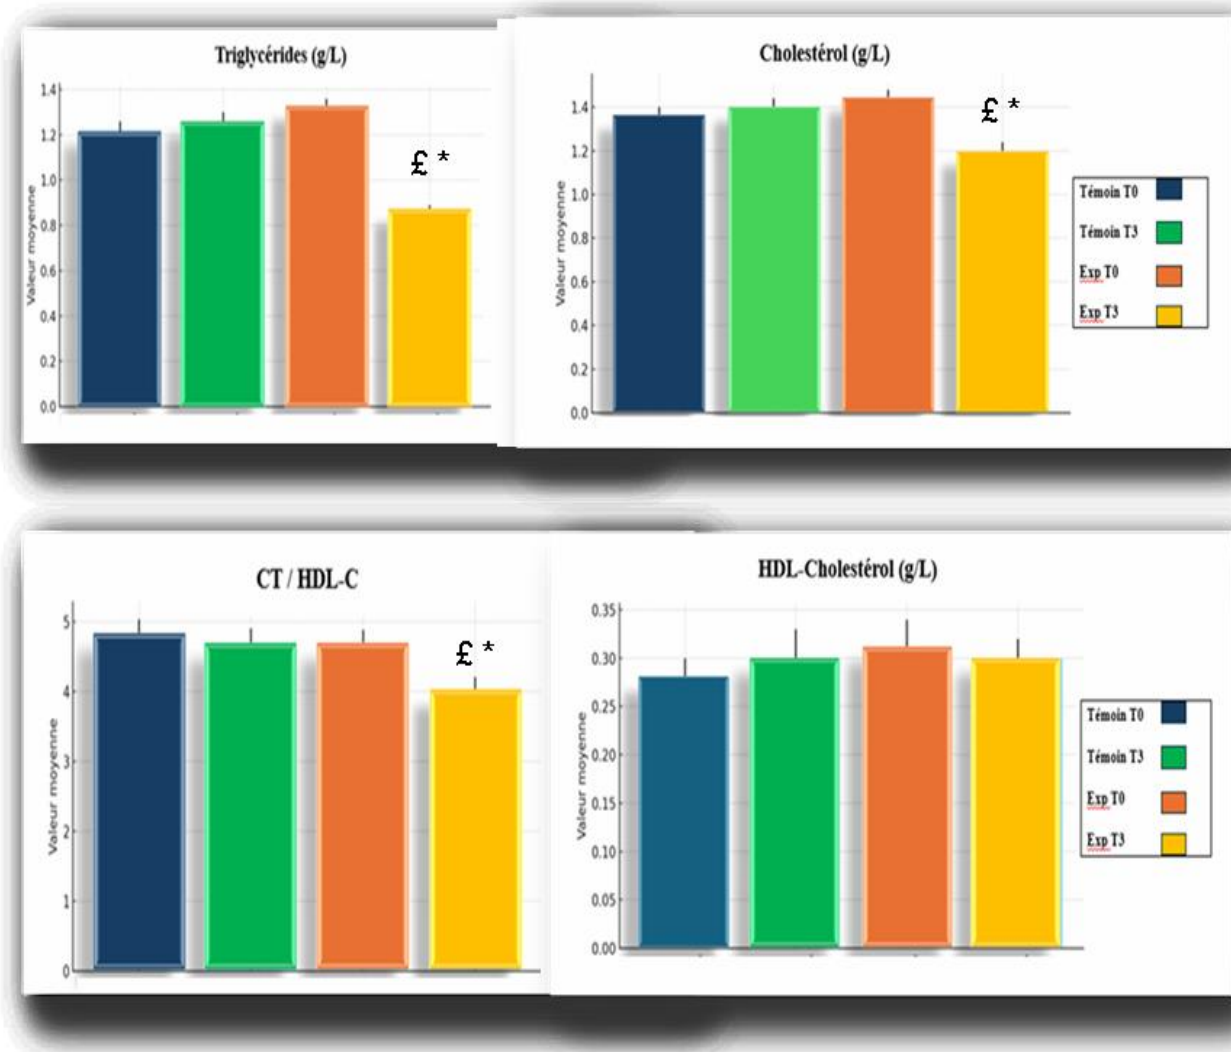 Triglycérides (g/L)
Valeur moyenne
1.4
1.2
1.0
0.8
0.6
0.4
0.2
0.0
£ *
Cholestérol (g/L)
Valeur moyenne
1.4
1.2
1.0
0.8
0.6
0.4
0.2
0.0
£ *
Témoin T0
Témoin T3
Exp T0
Exp T3
CT / HDL-C
Valeur moyenne
5
4
3
2
1
0
£ *
HDL-Cholestérol (g/L)
Valeur moyenne
0.35
0.30
0.25
0.20
0.15
0.10
0.05
0.00
Témoin T0
Témoin T3
Exp T0
Exp T3